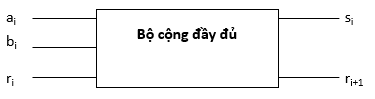 aᵢ
bᵢ
rᵢ
Bộ cộng đầy đủ
sᵢ
rᵢ₊₁